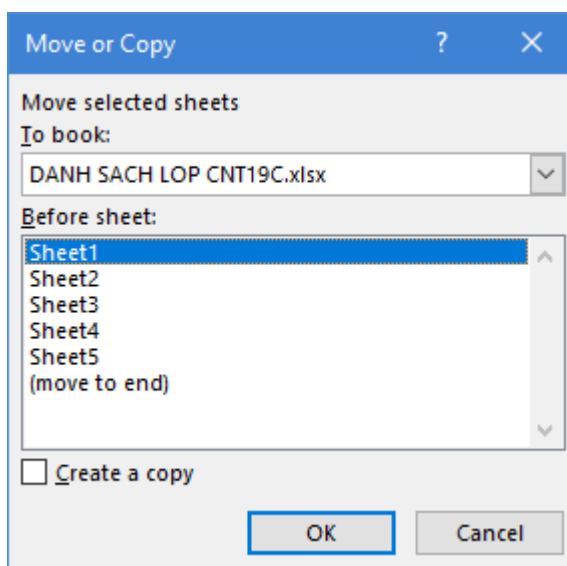 Move or Copy ? ×
Move selected sheets
To book:
DANH SACH LOP CNT19C.xlsx
Before sheet:
Sheet1
Sheet2
Sheet3
Sheet4
Sheet5
(move to end)
Create a copy
OK Cancel